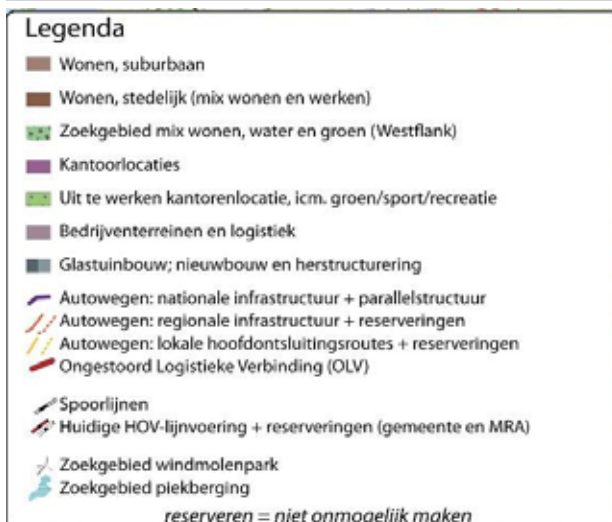 Legenda
Wonen, suburbaan
Wonen, stedelijk (mix wonen en werken)
Zoekgebied mix wonen, water en groen (Westflank)
Kantoorlocaties
Uit te werken kantorenlocatie, icm. groen/sport/recreatie
Bedrijventerreinen en logistiek
Glastuinbouw; nieuwbouw en herstructurering
Autowegen: nationale infrastructuur + parallelstructuur
Autowegen: regionale infrastructuur + reserveringen
Autowegen: lokale hoofdontsluitingsroutes + reserveringen
Ongestoord Logistieke Verbinding (OLV)
Spoorlijnen
Huidige HOV-lijnvoering + reserveringen (gemeente en MRA)
Zoekgebied windmolenpark
Zoekgebied piekberging
reserveren = niet onmogelijk maken